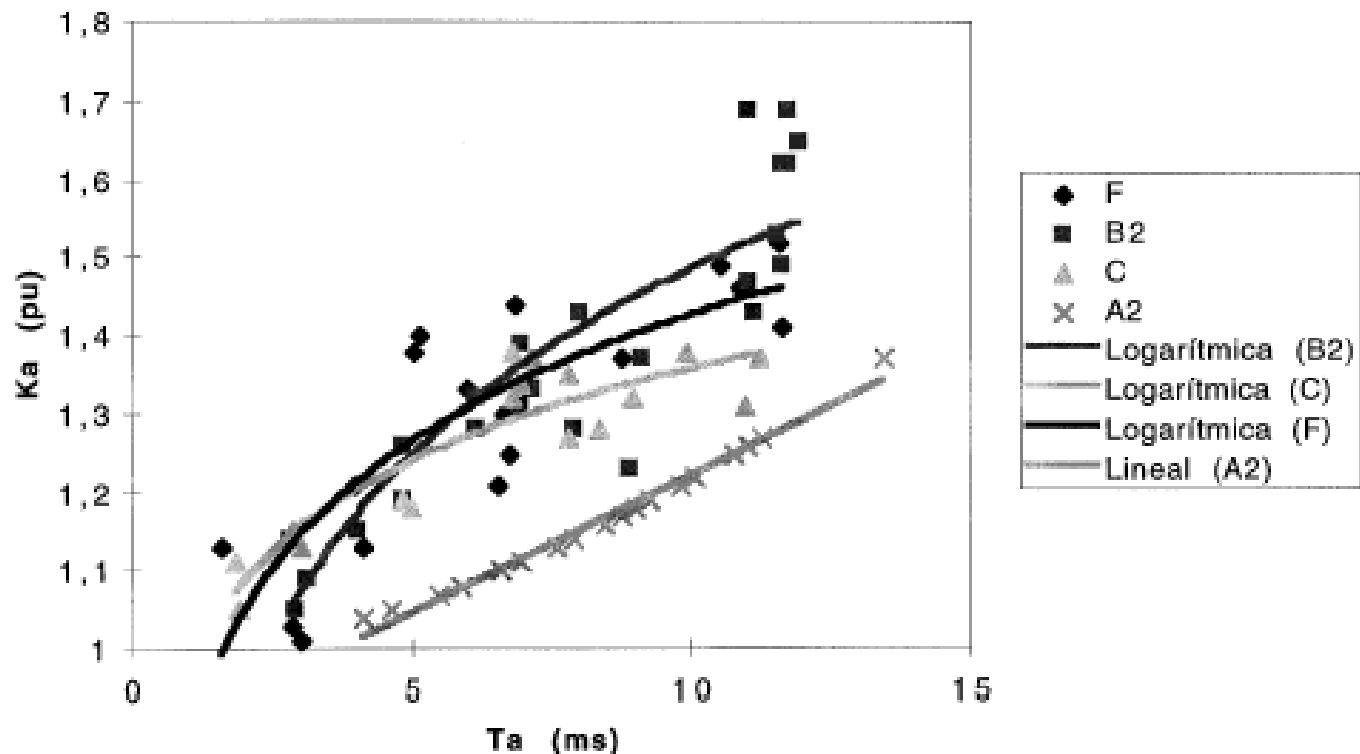 1,8
1,7
1,6
1,5
1,4
1,3
1,2
1,1
1
Ka (pu)
0 5 10 15
Ta (ms)
F
B2
C
A2
Logarítmica (B2)
Logarítmica (C)
Logarítmica (F)
Lineal (A2)